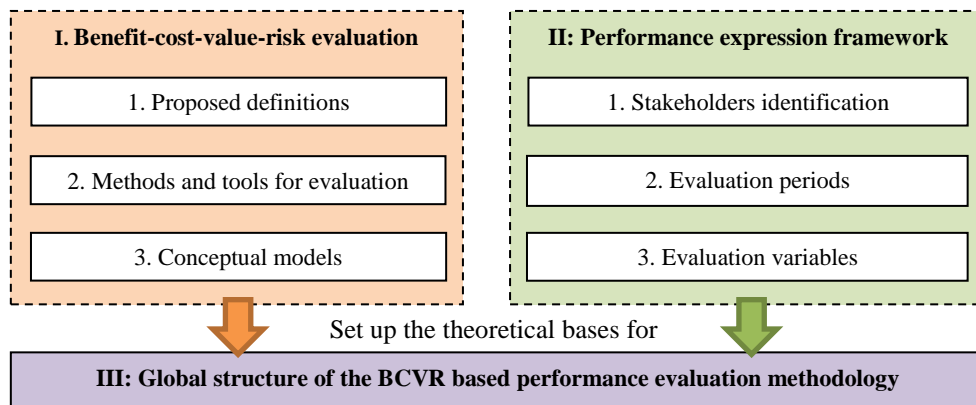 I. Benefit-cost-value-risk evaluation
1. Proposed definitions
2. Methods and tools for evaluation
3. Conceptual models
II: Performance expression framework
1. Stakeholders identification
2. Evaluation periods
3. Evaluation variables
Set up the theoretical bases for
III: Global structure of the BCVR based performance evaluation methodology